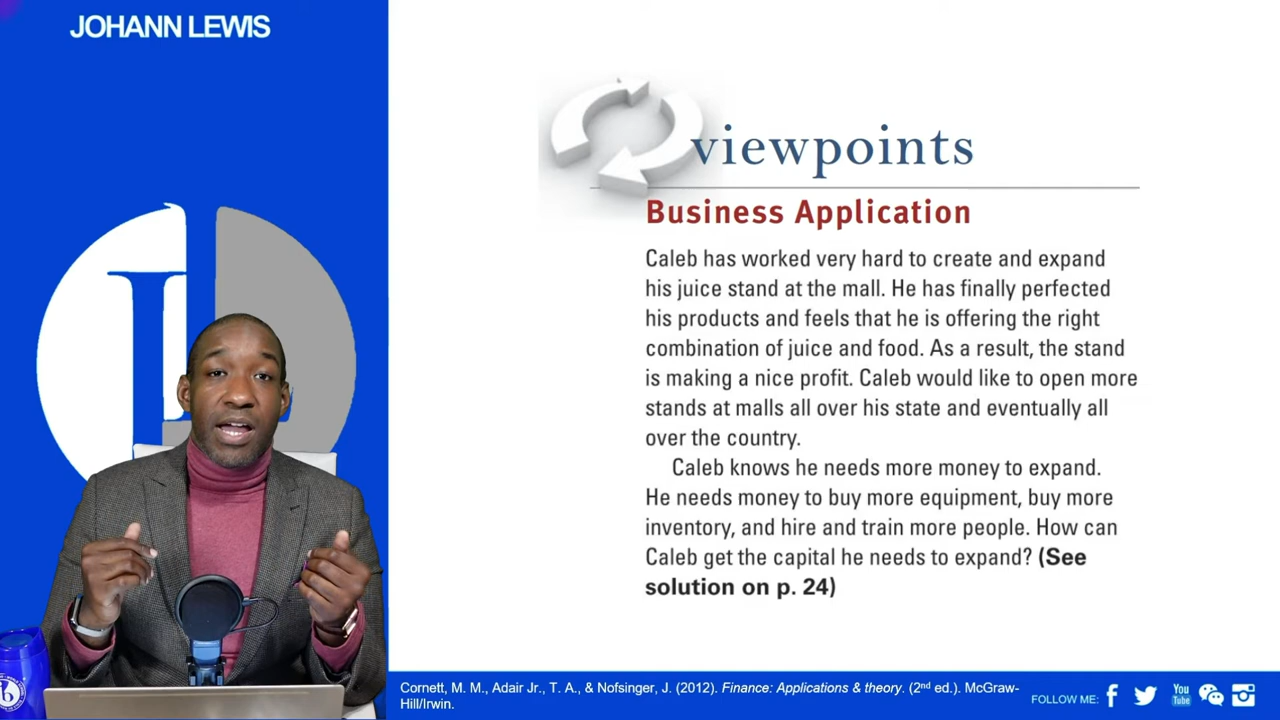 JOHANN LEWIS
viewpoints
Business Application
Caleb has worked very hard to create and expand
his juice stand at the mall. He has finally perfected
his products and feels that he is offering the right
combination of juice and food. As a result, the stand
is making a nice profit. Caleb would like to open more
stands at malls all over his state and eventually all
over the country.
Caleb knows he needs more money to expand.
He needs money to buy more equipment, buy more
inventory, and hire and train more people. How can
Caleb get the capital he needs to expand? (See
solution on p. 24)
Cornett, M. M., Adair Jr., T. A., & Nofsinger, J. (2012). Finance: Applications & theory. (2nd ed.). McGraw-
Hill/Irwin.
FOLLOW ME:
You
Tube